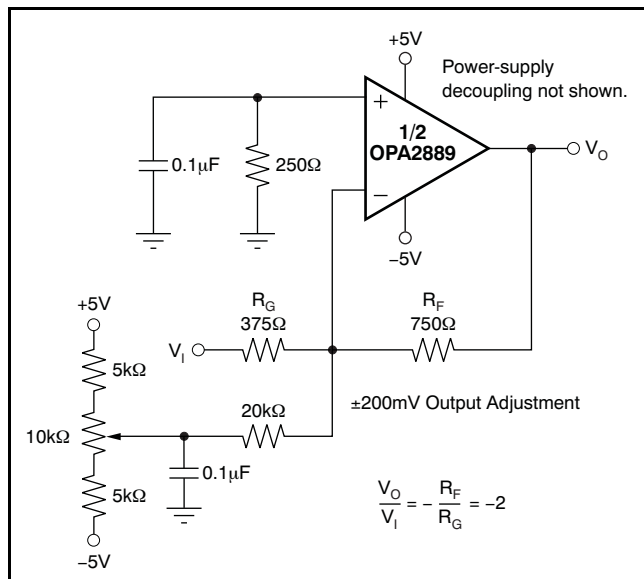 +5V
Power-supply
decoupling not shown.
+
1/2
OPA2889
−
V_O
0.1μF
250Ω
−5V
R_G
375Ω
R_F
750Ω
+5V
V_I
5kΩ
20kΩ
±200mV Output Adjustment
10kΩ
0.1μF
5kΩ
V_O/V_I = − R_F/R_G = −2
−5V